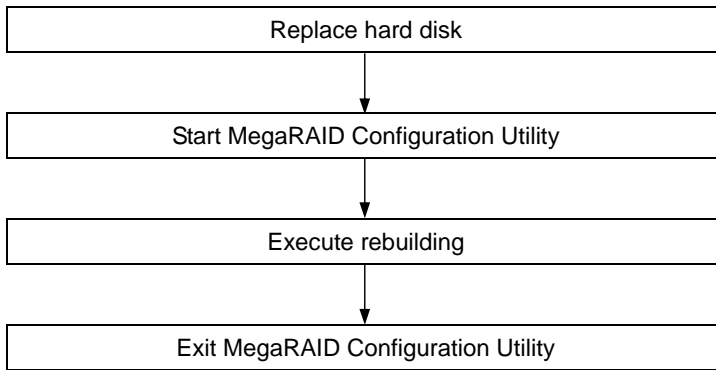 Replace hard disk
Start MegaRAID Configuration Utility
Execute rebuilding
Exit MegaRAID Configuration Utility